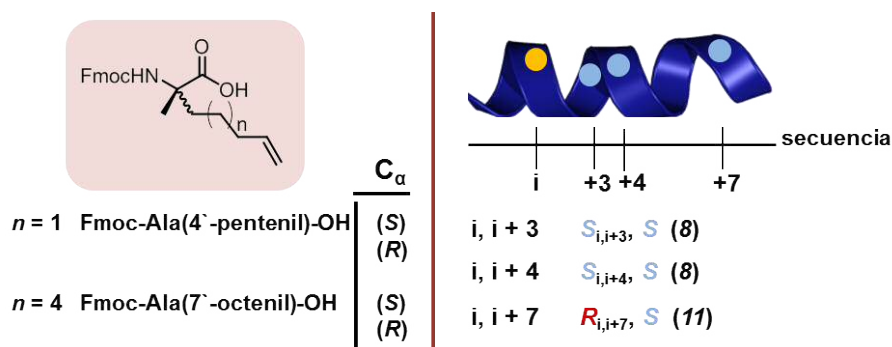 O
FmocHN
OH
n
Cα
n = 1 Fmoc-Ala(4`-pentenil)-OH (S)
(R)
n = 4 Fmoc-Ala(7`-octenil)-OH (S)
(R)
secuencia
i +3 +4 +7
i, i + 3 Si,i+3, S (8)
i, i + 4 Si,i+4, S (8)
i, i + 7 Ri,i+7, S (11)